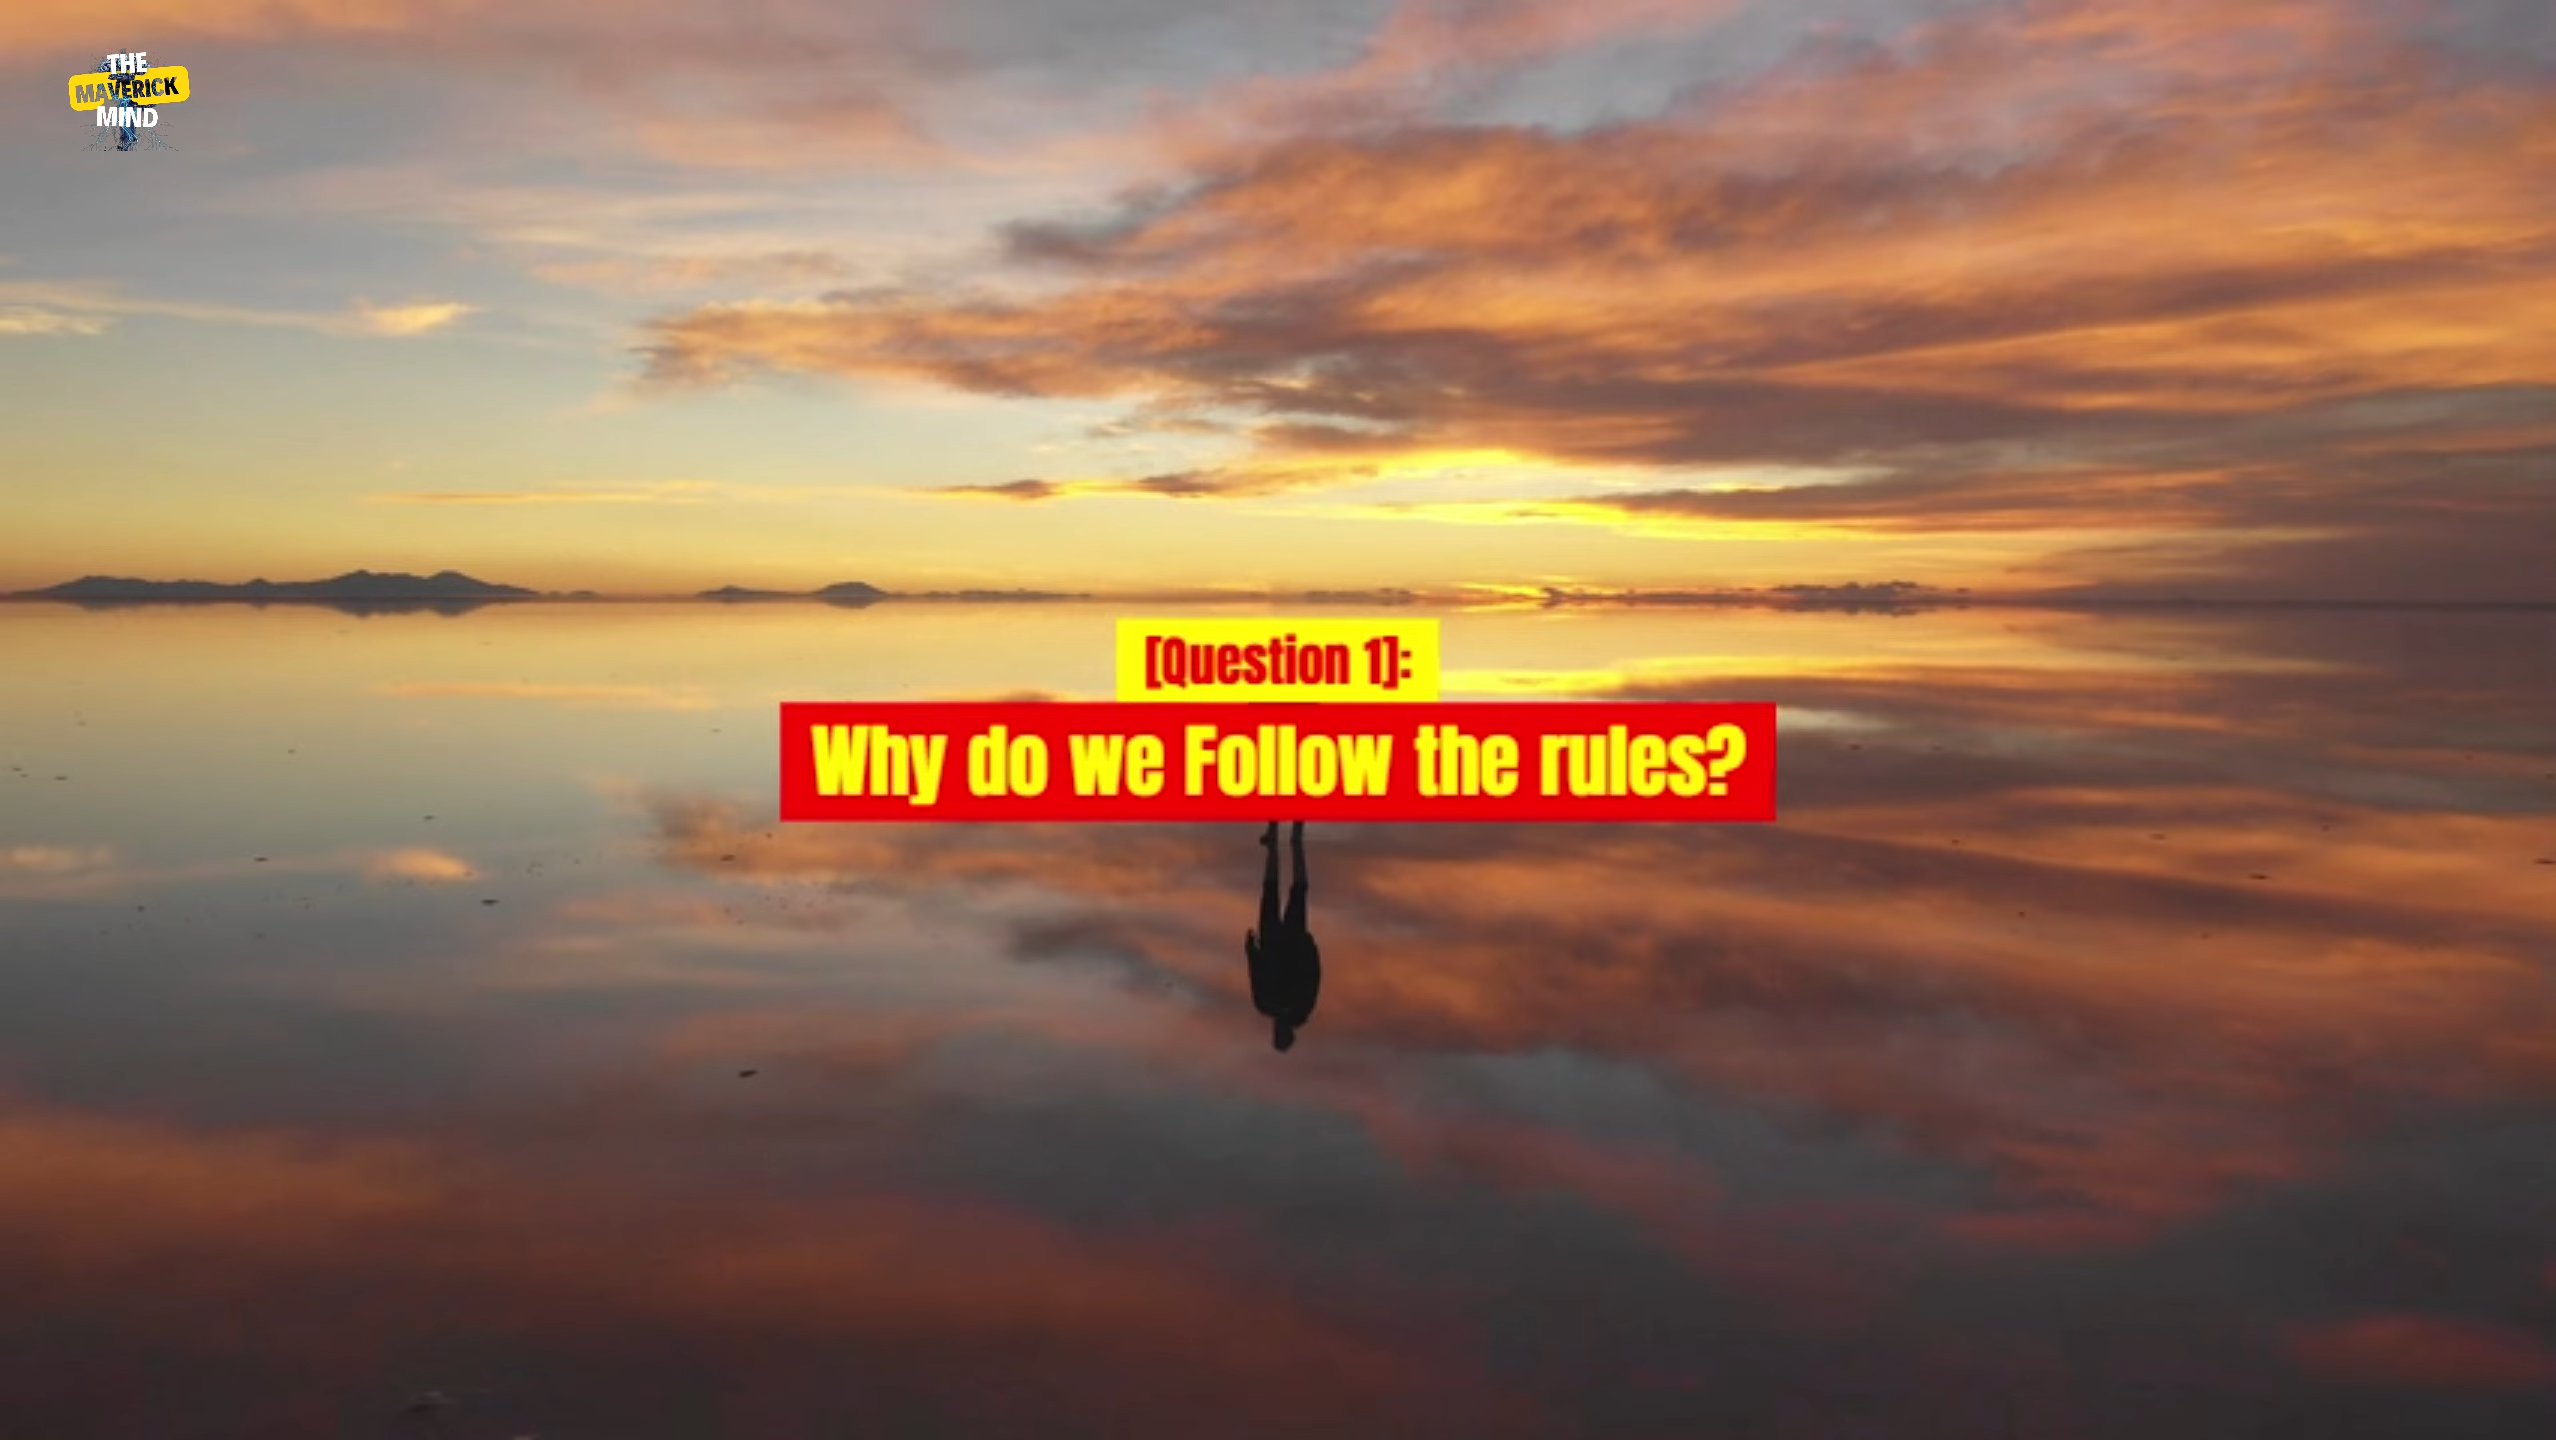 THE
MAVERICK
MIND
[Question 1]:
Why do we Follow the rules?